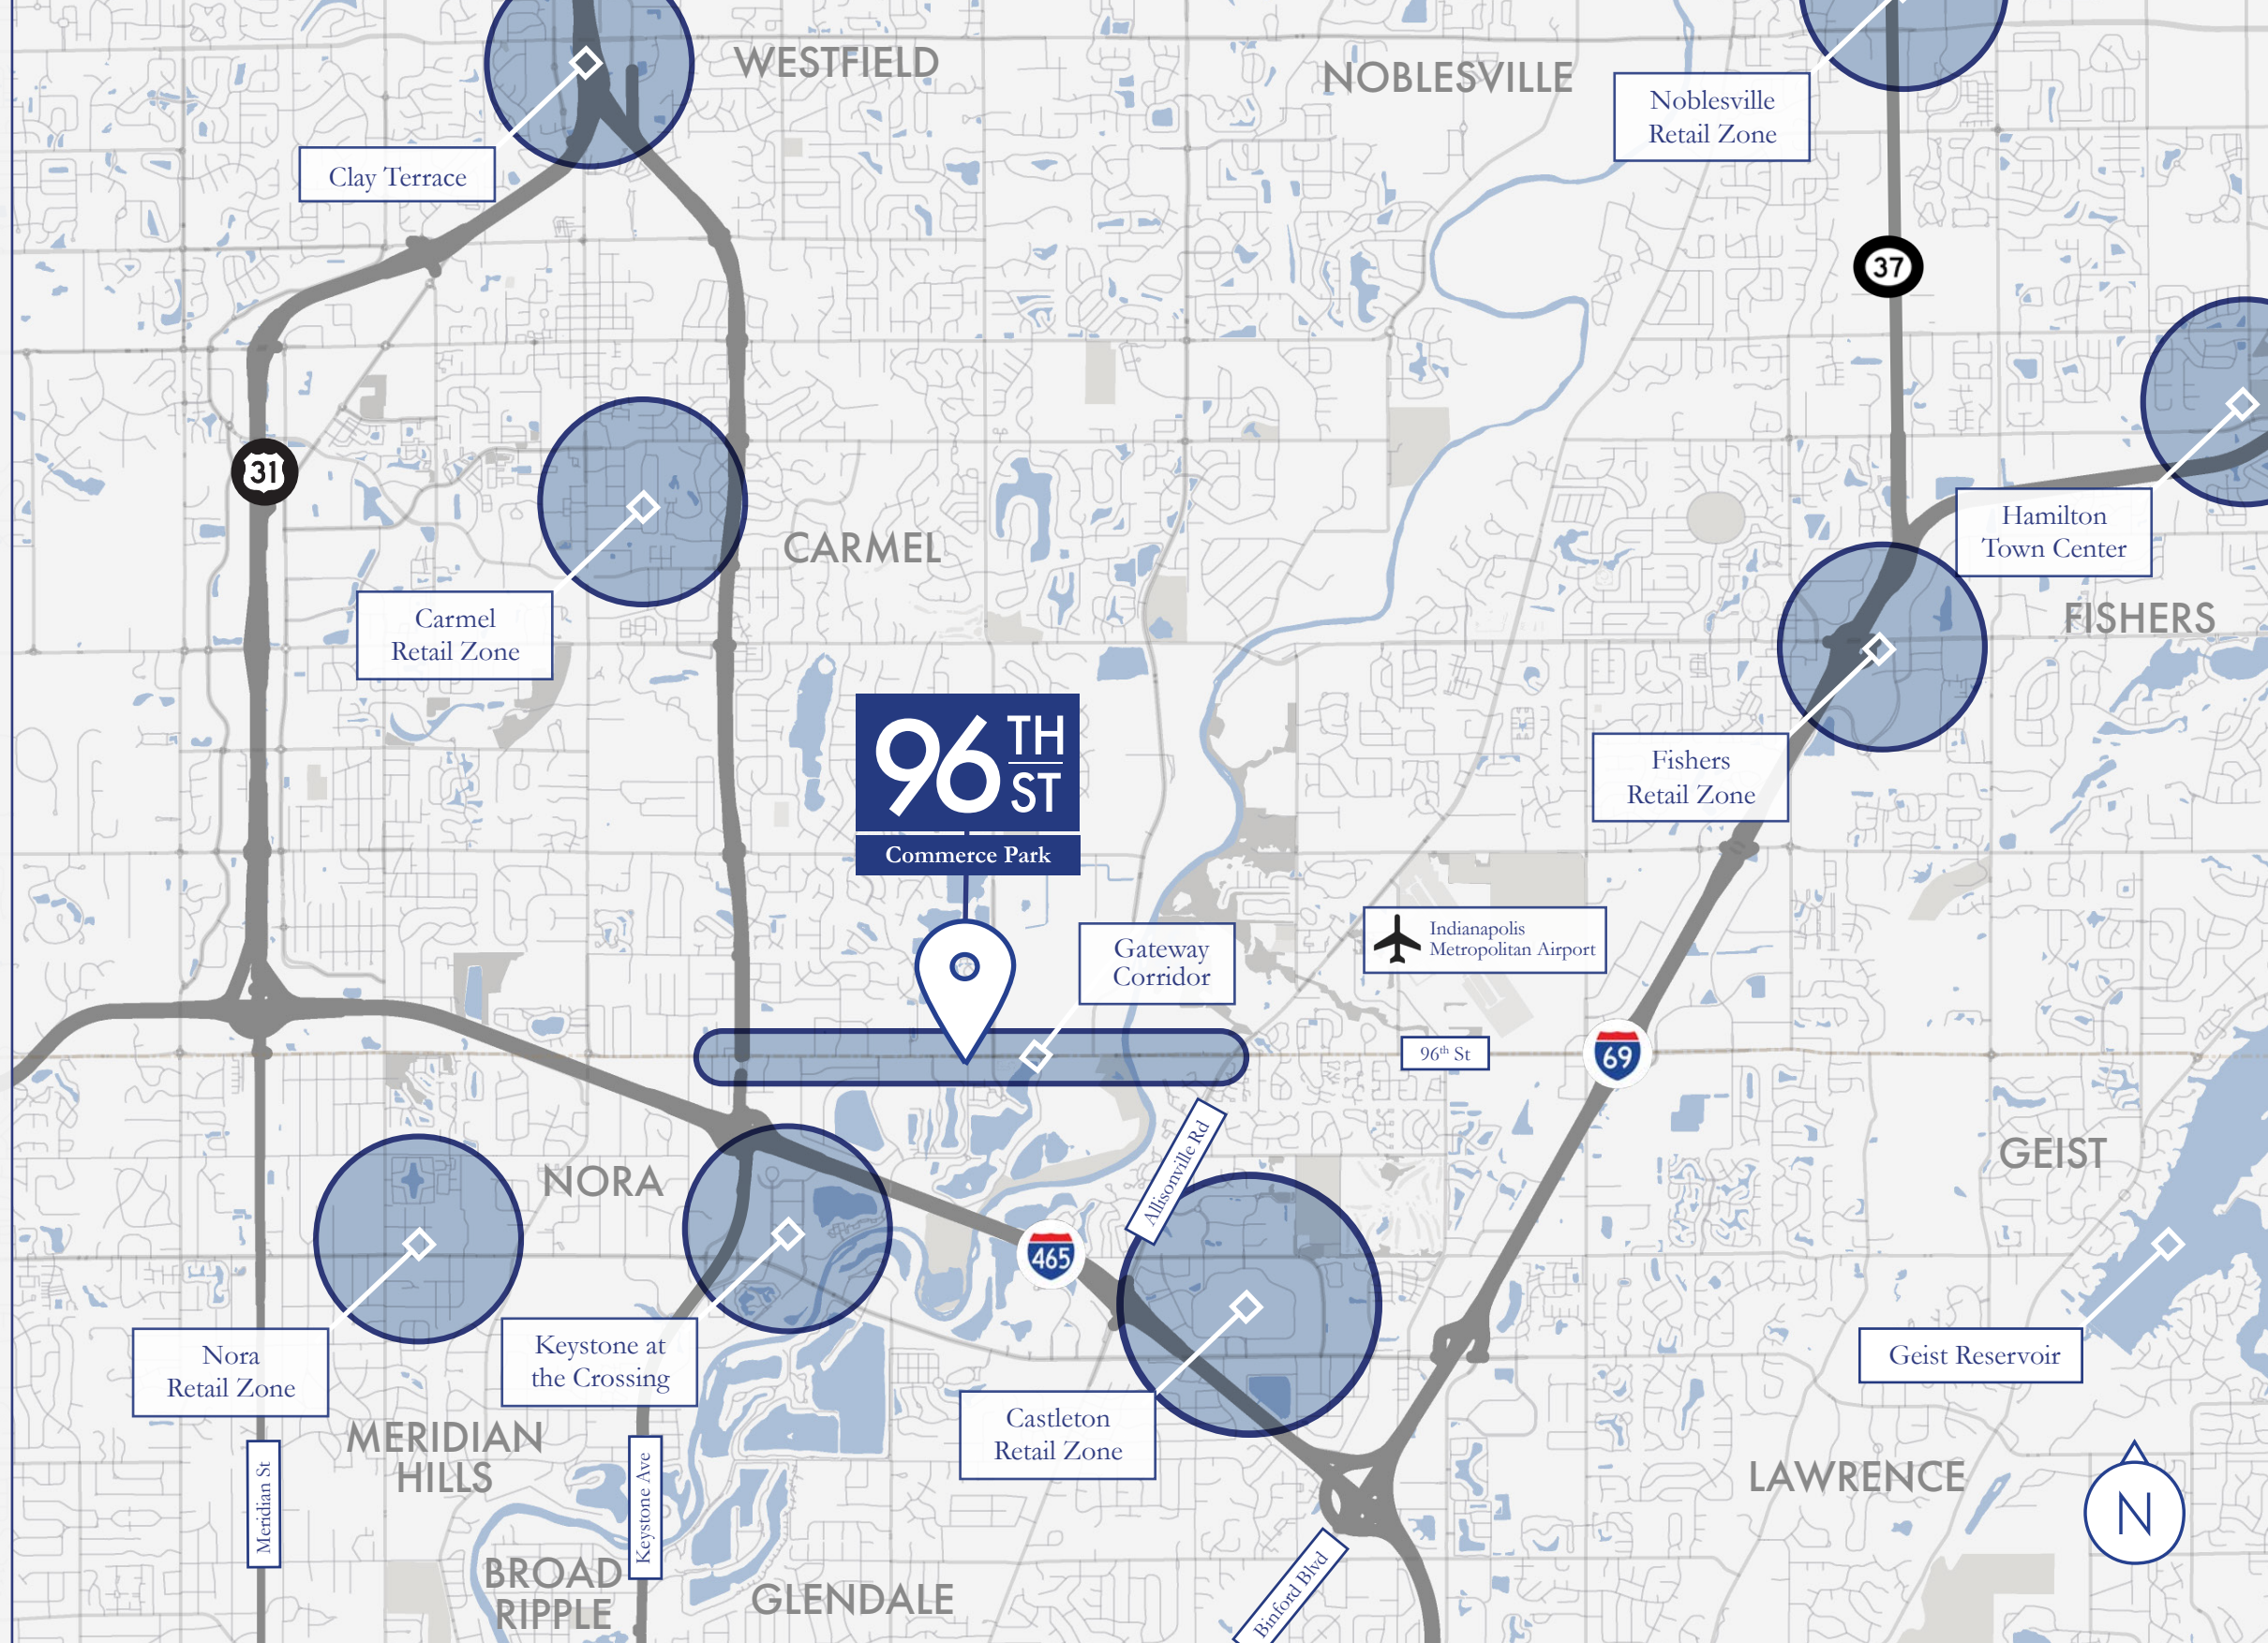 WESTFIELD
NOBLESVILLE
Noblesville
Retail Zone
Clay Terrace
37
31
Hamilton
Town Center
CARMEL
FISHERS
Carmel
Retail Zone
96 TH
ST
Commerce Park
Fishers
Retail Zone
Gateway
Corridor
Indianapolis
Metropolitan Airport
96th St
69
Allisonville Rd
GEIST
NORA
465
Nora
Retail Zone
Keystone at
the Crossing
Geist Reservoir
Castleton
Retail Zone
MERIDIAN
HILLS
Meridian St
Keystone Ave
LAWRENCE
N
BROAD
RIPPLE
GLENDALE
Binford Blvd